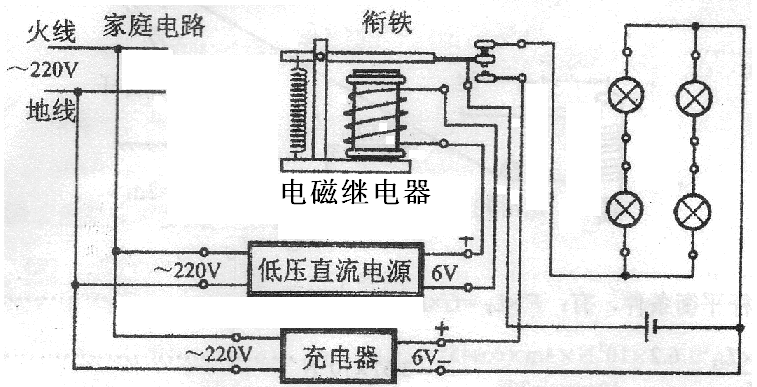 家庭电路
火线
～220V
地线
衔铁
电磁继电器
～220V
低压直流电源
+
6V
－
～220V
充电器
+
6V－